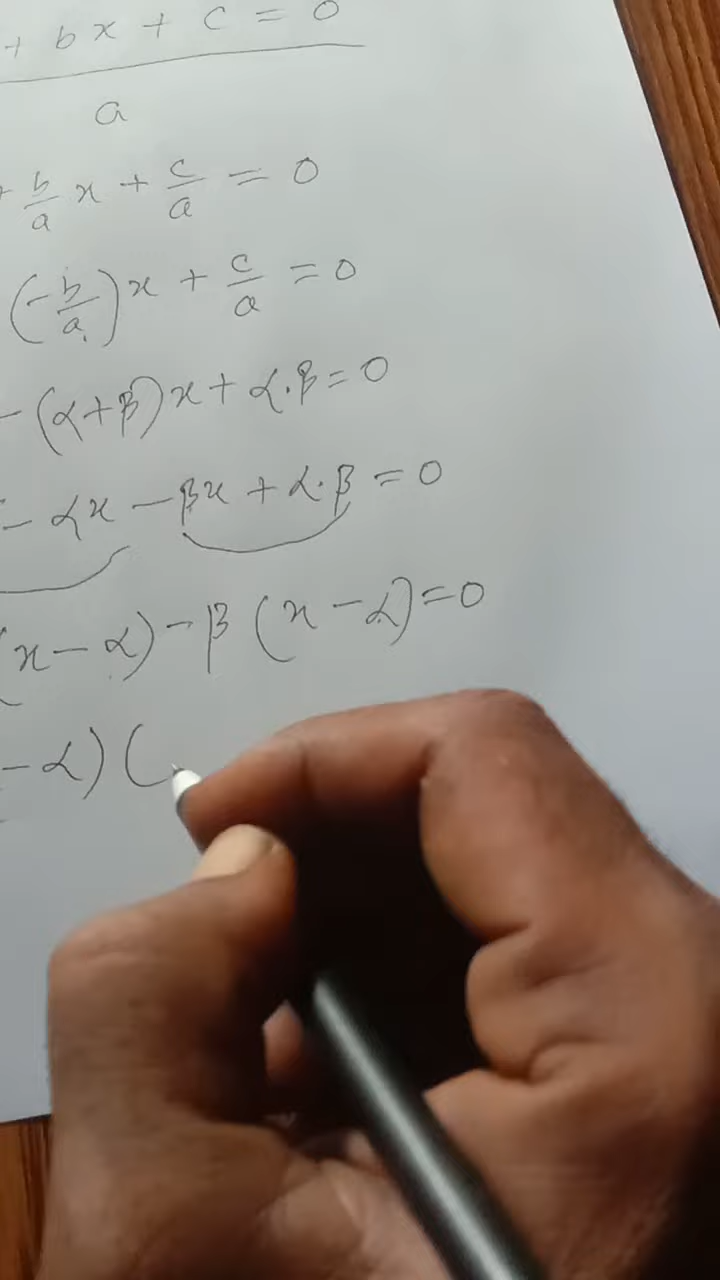 + bx + c = 0
a
+ b/a x + c/a = 0
(-b/a)x + c/a = 0
- (α+β)x + α.β = 0
- αx - βx + α.β = 0
(x - α) - β (x - α) = 0
- α) (